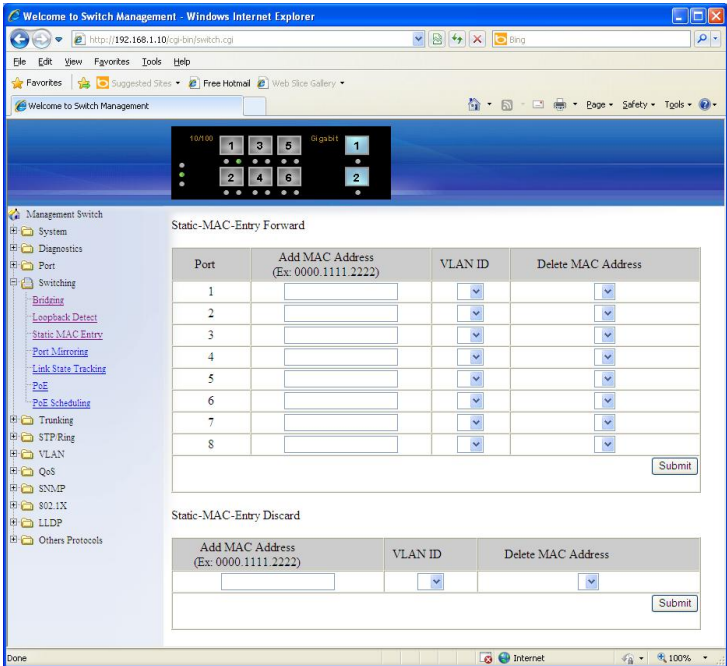 Welcome to Switch Management - Windows Internet Explorer
http://192.168.1.10/cgi-bin/switch.cgi
Bing
File Edit View Favorites Tools Help
Favorites Suggested Sites Free Hotmail Web Slice Gallery
Welcome to Switch Management
Page Safety Tools
10/100 1 3 5 Gigabit 1
2 4 6 2
Management Switch
System
Diagnostics
Port
Switching
Bridging
Loopback Detect
Static MAC Entry
Port Mirroring
Link State Tracking
PoE
PoE Scheduling
Trunking
STP/Ring
VLAN
QoS
SNMP
802.1X
LLDP
Others Protocols
Static-MAC-Entry Forward
Port Add MAC Address (Ex: 0000.1111.2222) VLAN ID Delete MAC Address
1
2
3
4
5
6
7
8
Submit
Static-MAC-Entry Discard
Add MAC Address (Ex: 0000.1111.2222) VLAN ID Delete MAC Address
Submit
Done Internet 100%